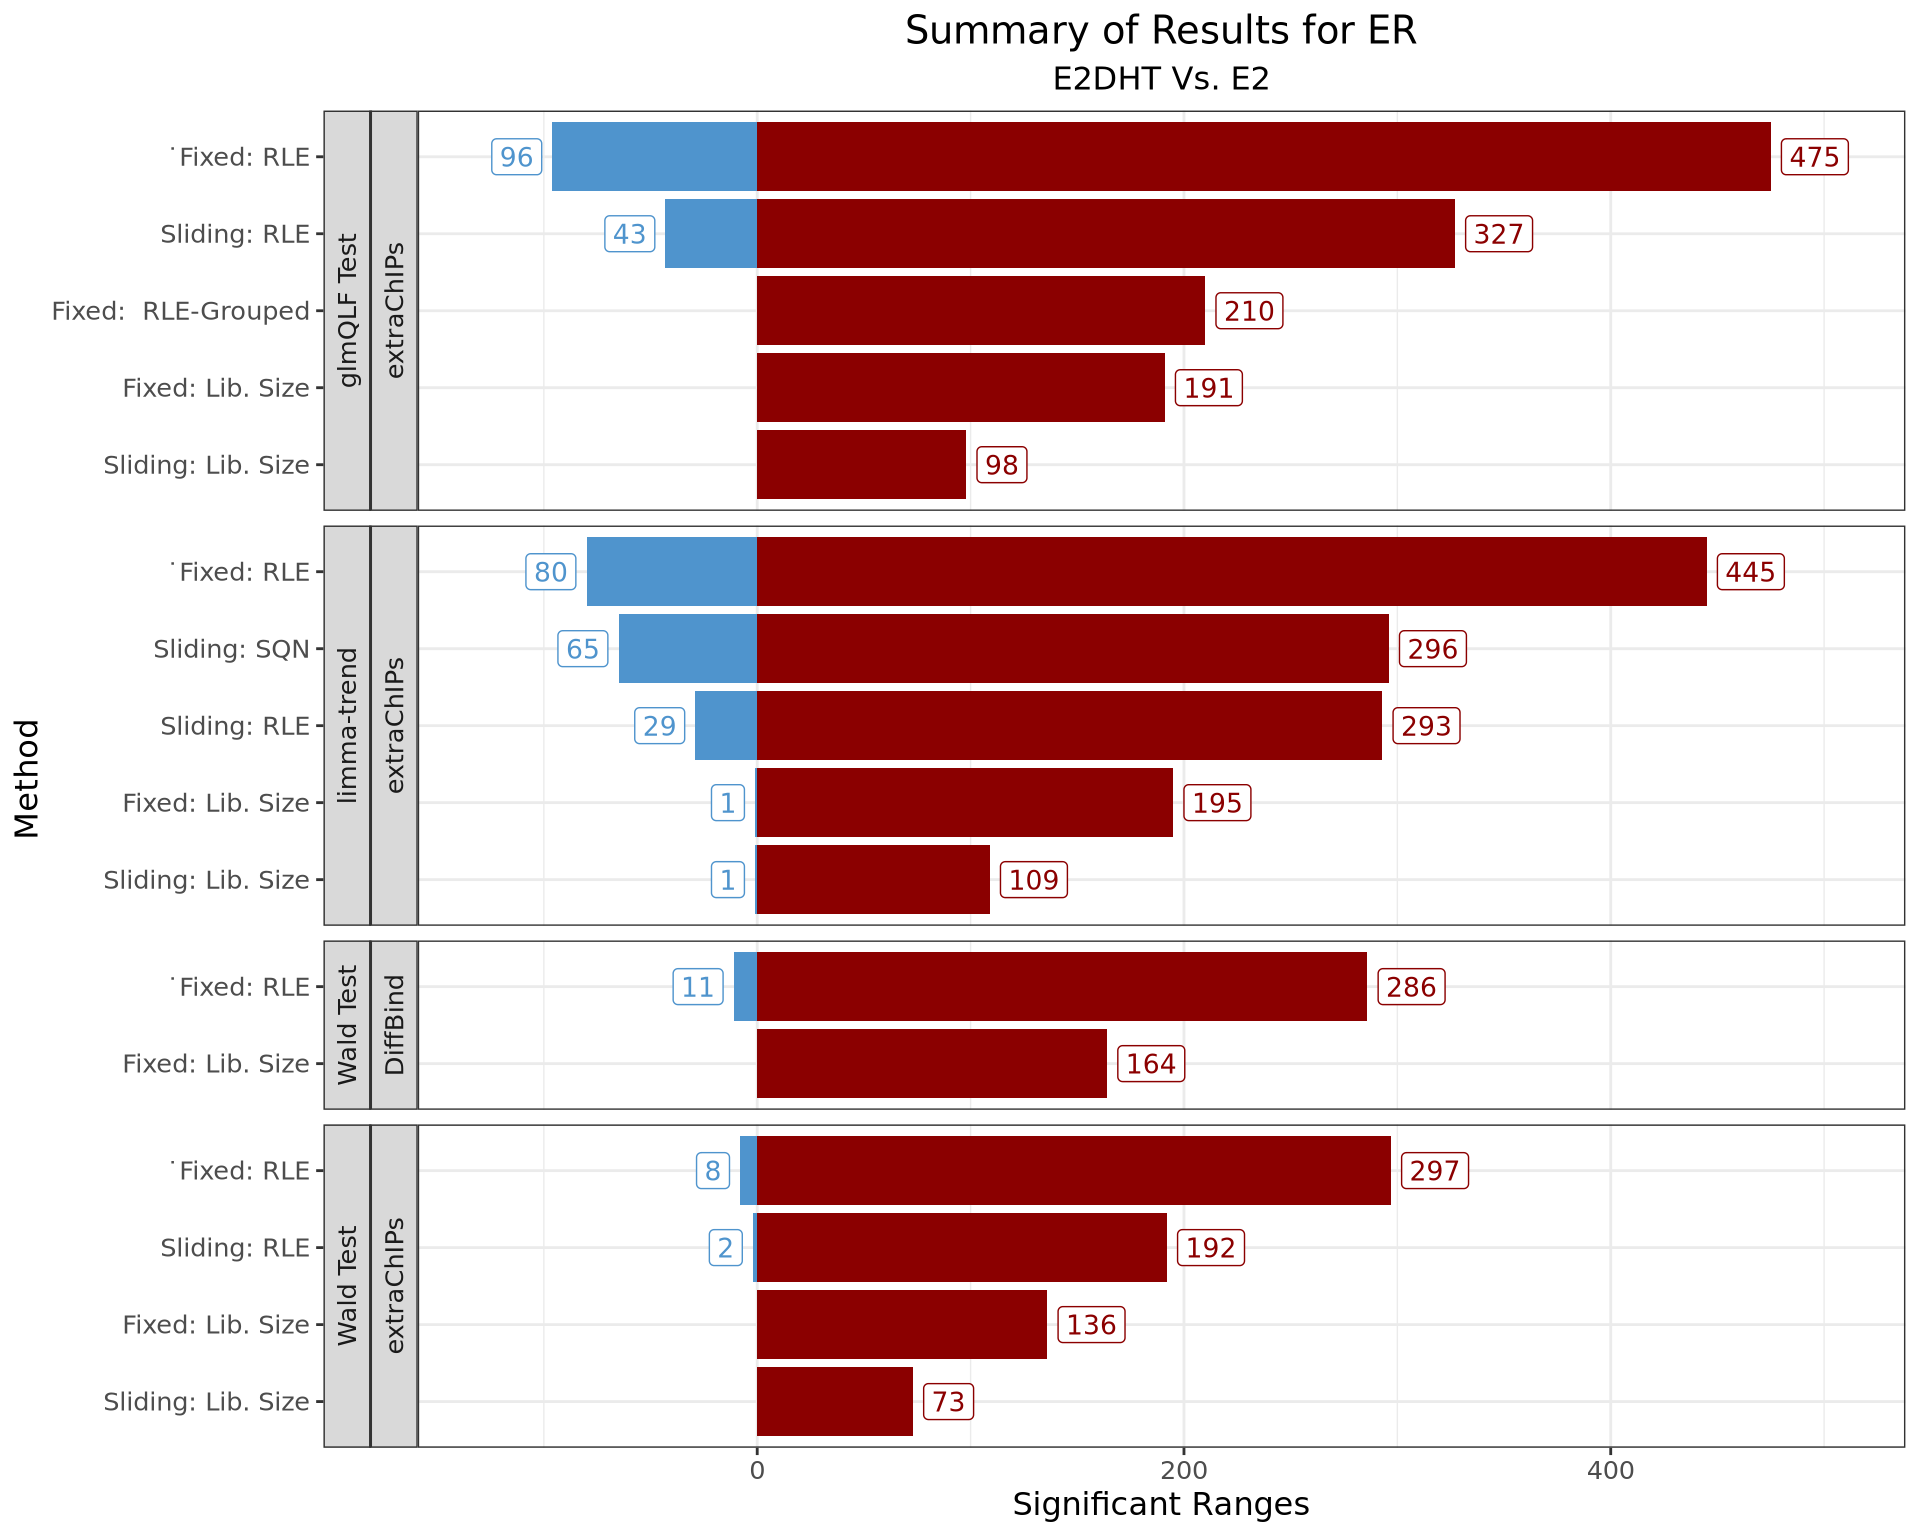 Summary of Results for ER
E2DHT Vs. E2
Method
glmQLF Test
extraChIPs
˙Fixed: RLE
96
475
Sliding: RLE
43
327
Fixed:  RLE-Grouped
210
Fixed: Lib. Size
191
Sliding: Lib. Size
98
limma-trend
extraChIPs
˙Fixed: RLE
80
445
Sliding: SQN
65
296
Sliding: RLE
29
293
Fixed: Lib. Size
1
195
Sliding: Lib. Size
1
109
Wald Test
DiffBind
˙Fixed: RLE
11
286
Fixed: Lib. Size
164
Wald Test
extraChIPs
˙Fixed: RLE
8
297
Sliding: RLE
2
192
Fixed: Lib. Size
136
Sliding: Lib. Size
73
0
200
400
Significant Ranges